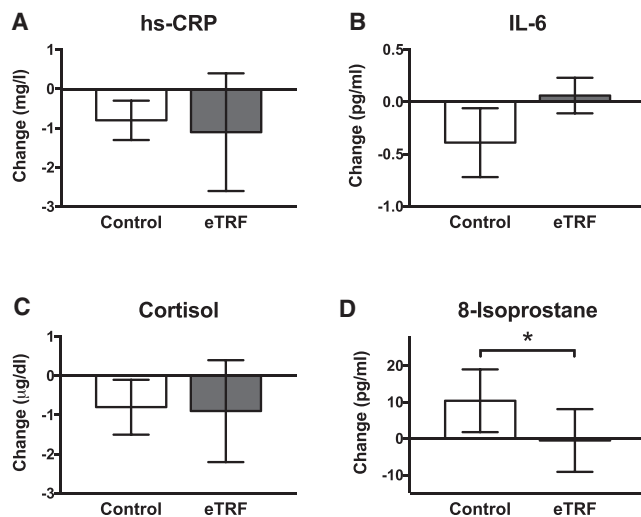 A hs-CRP
Change (mg/l)
1
0
-1
-2
-3
Control eTRF
B IL-6
Change (pg/ml)
0.5
0.0
-0.5
-1.0
Control eTRF
C Cortisol
Change (μg/dl)
1
0
-1
-2
-3
Control eTRF
D 8-Isoprostane
*
Change (pg/ml)
20
10
0
-10
Control eTRF